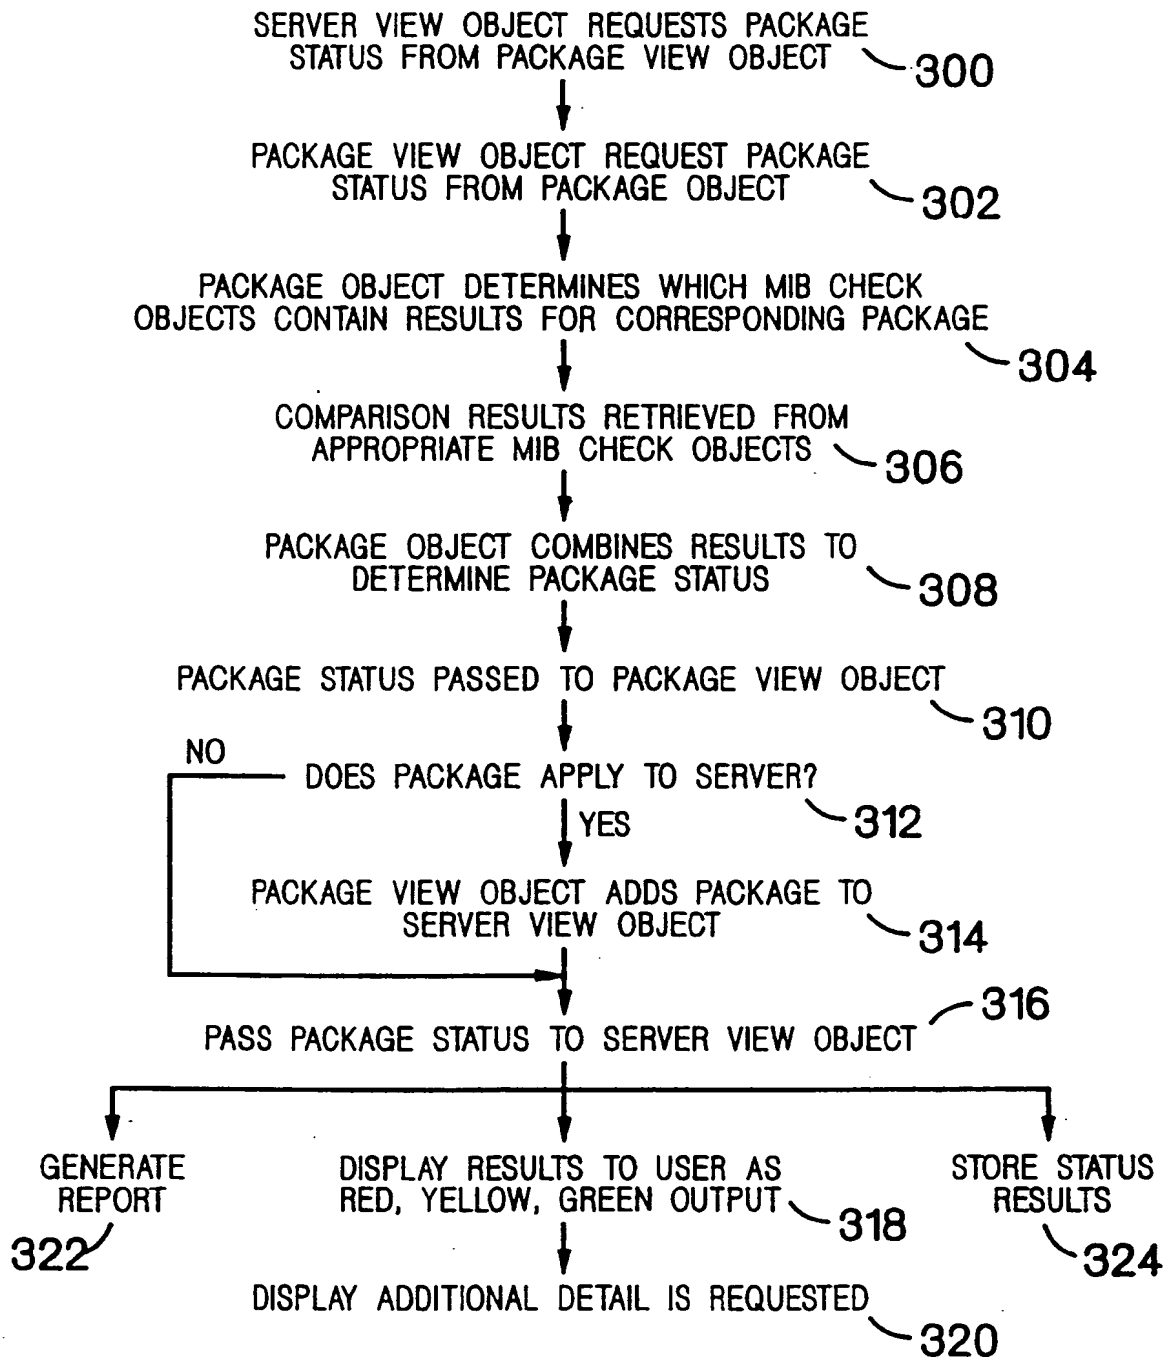 SERVER VIEW OBJECT REQUESTS PACKAGE
STATUS FROM PACKAGE VIEW OBJECT
300
PACKAGE VIEW OBJECT REQUEST PACKAGE
STATUS FROM PACKAGE OBJECT
302
PACKAGE OBJECT DETERMINES WHICH MIB CHECK
OBJECTS CONTAIN RESULTS FOR CORRESPONDING PACKAGE
304
COMPARISON RESULTS RETRIEVED FROM
APPROPRIATE MIB CHECK OBJECTS
306
PACKAGE OBJECT COMBINES RESULTS TO
DETERMINE PACKAGE STATUS
308
PACKAGE STATUS PASSED TO PACKAGE VIEW OBJECT
310
NO
DOES PACKAGE APPLY TO SERVER?
312
YES
PACKAGE VIEW OBJECT ADDS PACKAGE TO
SERVER VIEW OBJECT
314
316
PASS PACKAGE STATUS TO SERVER VIEW OBJECT
GENERATE
REPORT
322
DISPLAY RESULTS TO USER AS
RED, YELLOW, GREEN OUTPUT
318
STORE STATUS
RESULTS
324
DISPLAY ADDITIONAL DETAIL IS REQUESTED
320